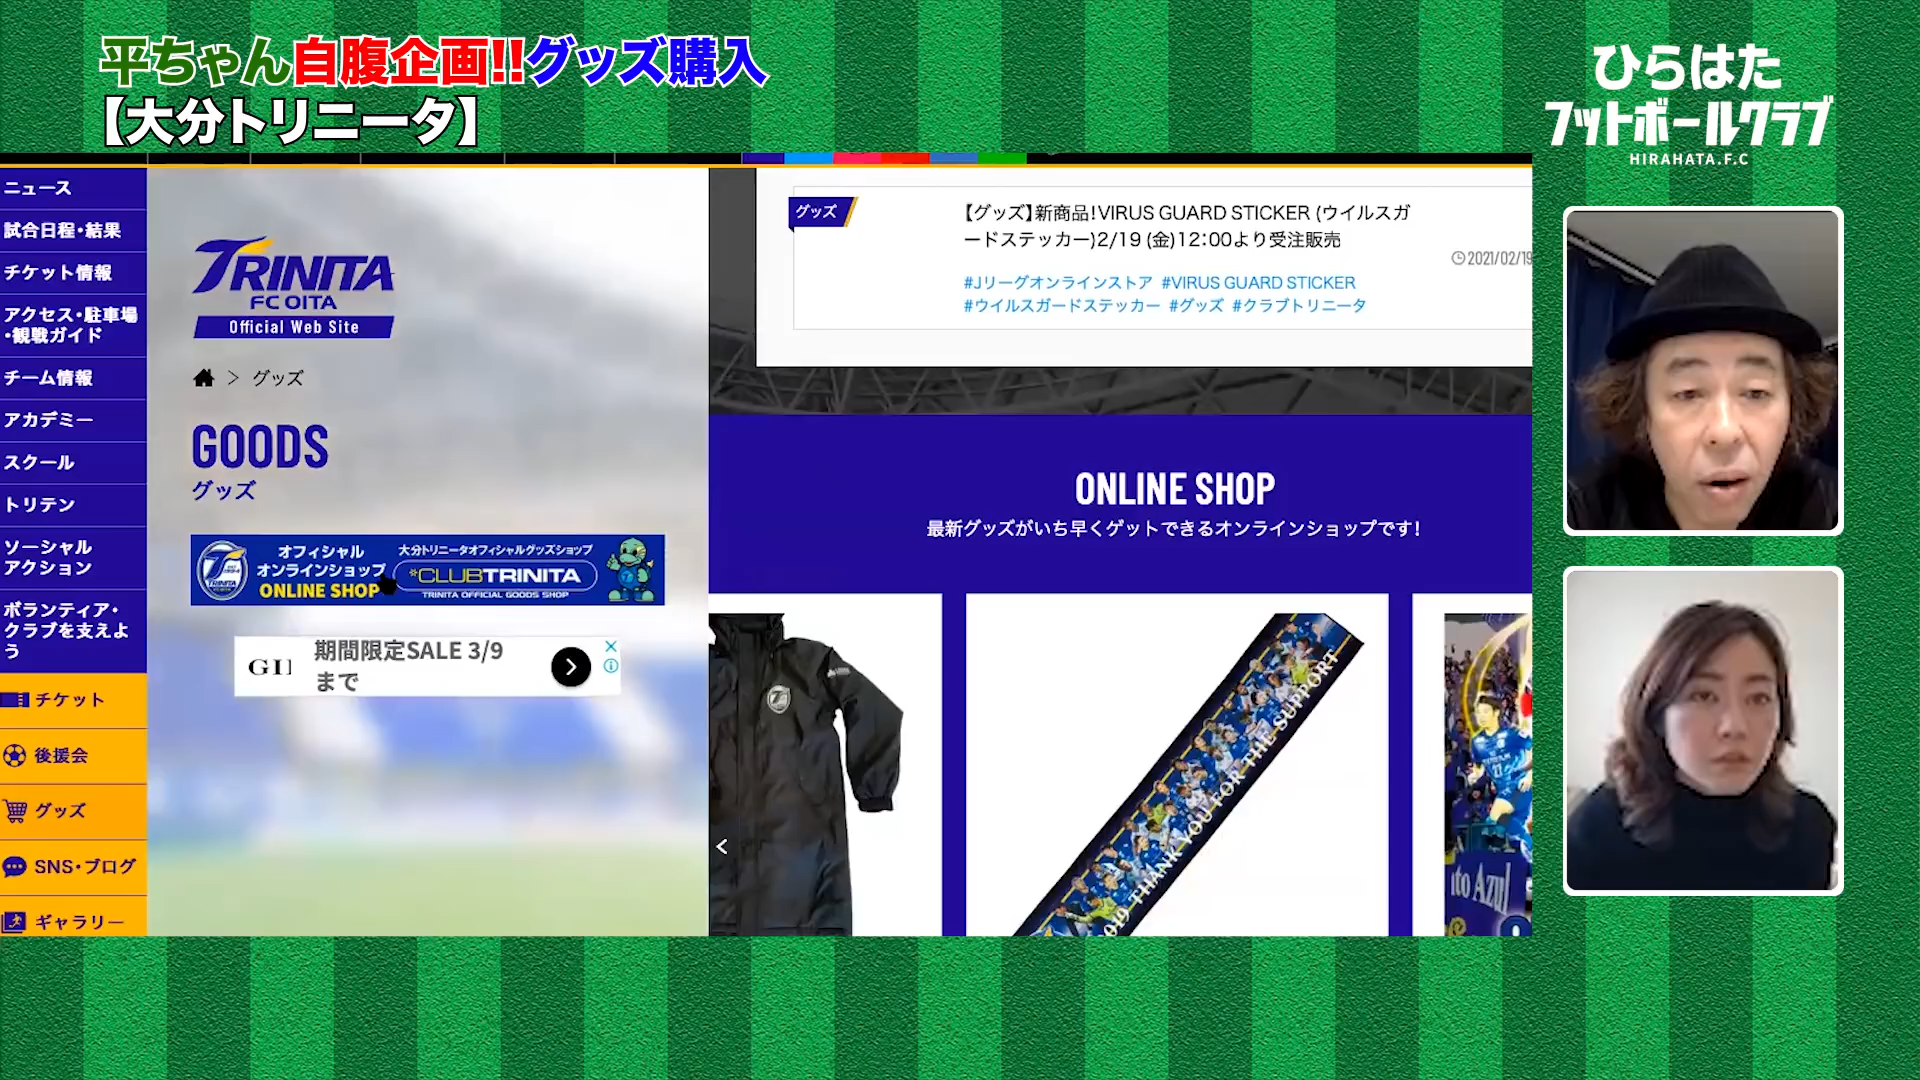 平ちゃん自腹企画!!グッズ購入
【大分トリニータ】
ひらはた
フットボールクラブ
HIRAHATA.F.C
ニュース
試合日程・結果
チケット情報
アクセス・駐車場
・観戦ガイド
チーム情報
アカデミー
スクール
トリテン
ソーシャル
アクション
ボランティア・
クラブを支えよ
う
チケット
後援会
グッズ
SNS・ブログ
ギャラリー
TRINITA
FC OITA
Official Web Site
> グッズ
GOODS
グッズ
オフィシャル
オンラインショップ
ONLINE SHOP
大分トリニータオフィシャルグッズショップ
CLUBTRINITA
TRINITA OFFICIAL GOODS SHOP
期間限定SALE 3/9
まで
グッズ
【グッズ】新商品!VIRUS GUARD STICKER (ウイルスガ
ードステッカー)2/19 (金)12:00より受注販売
2021/02/19
#Jリーグオンラインストア #VIRUS GUARD STICKER
#ウイルスガードステッカー #グッズ #クラブトリニータ
ONLINE SHOP
最新グッズがいち早くゲットできるオンラインショップです!
2019 THANK YOU FOR THE SUPPORT
ito Azul